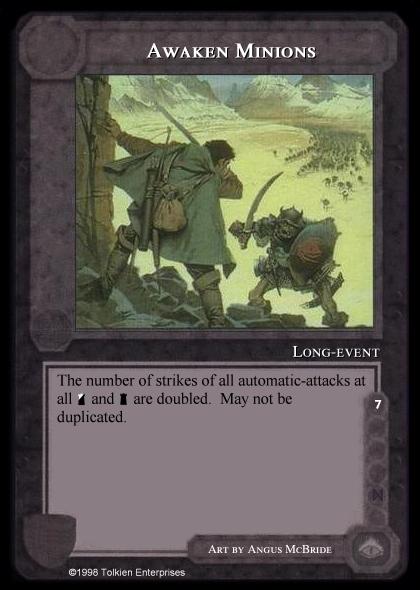 AWAKEN MINIONS
LONG-EVENT
The number of strikes of all automatic-attacks at
all and are doubled. May not be
duplicated.
7
N
ART BY ANGUS MCBRIDE
©1998 Tolkien Enterprises